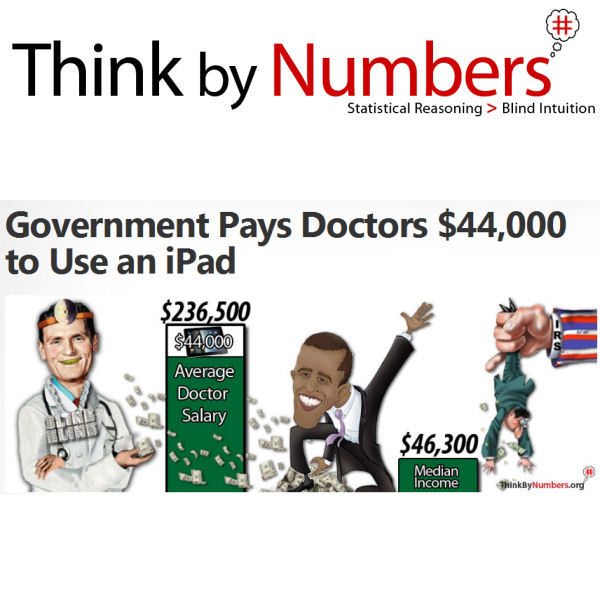 #
Think by Numbers
Statistical Reasoning > Blind Intuition
Government Pays Doctors $44,000
to Use an iPad
$236,500
$44,000
Average
Doctor
Salary
$46,300
Median
Income
IRS
#
ThinkByNumbers.org